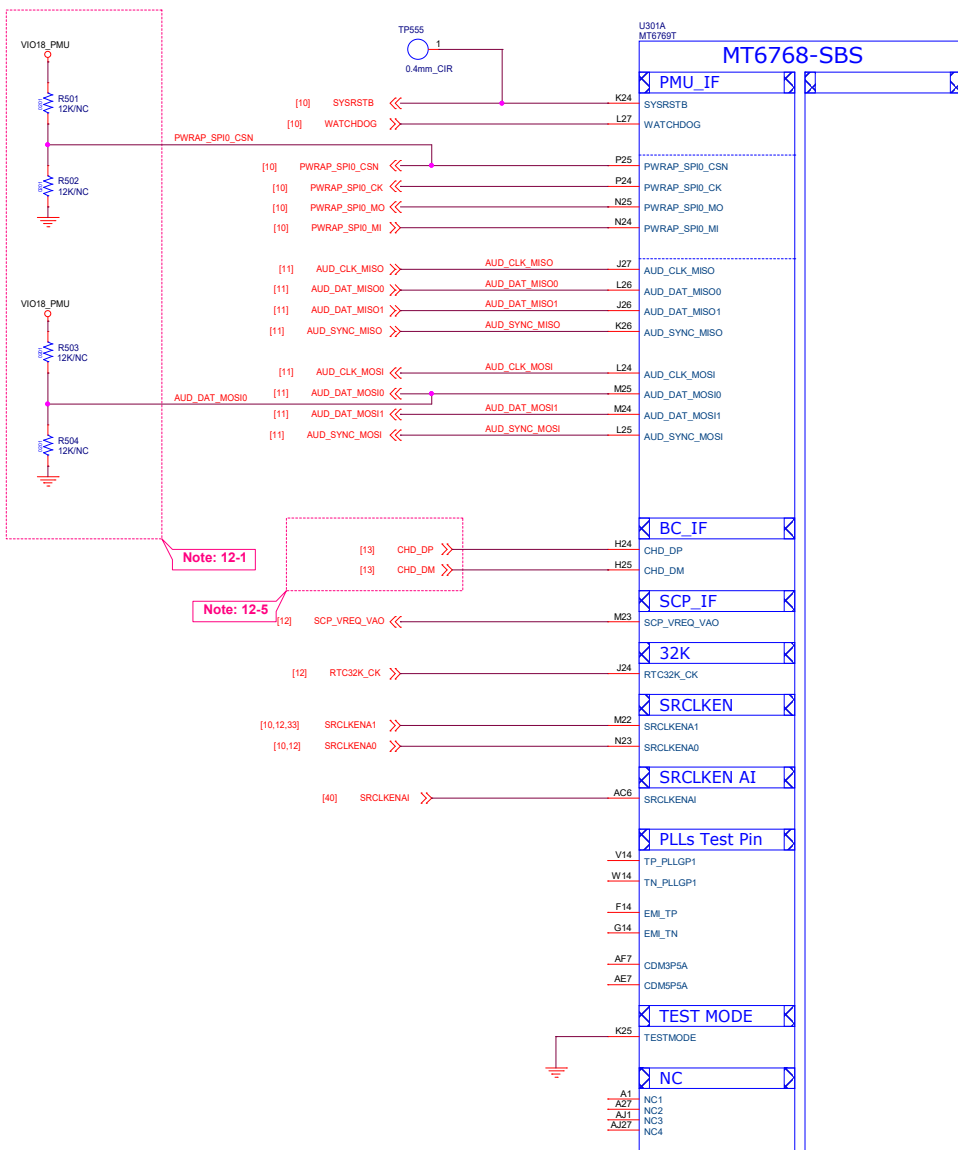 U301A
MT6769T
MT6768-SBS
TP555
1
0.4mm_CIR
VIO18_PMU
R501
12K/NC
0201
PWRAP_SPI0_CSN
R502
12K/NC
0201
VIO18_PMU
R503
12K/NC
0201
AUD_DAT_MOSI0
R504
12K/NC
0201
Note: 12-1
Note: 12-5
PMU_IF
[10] SYSRSTB K24 SYSRSTB
[10] WATCHDOG L27 WATCHDOG
[10] PWRAP_SPI0_CSN P25 PWRAP_SPI0_CSN
[10] PWRAP_SPI0_CK P24 PWRAP_SPI0_CK
[10] PWRAP_SPI0_MO N25 PWRAP_SPI0_MO
[10] PWRAP_SPI0_MI N24 PWRAP_SPI0_MI
[11] AUD_CLK_MISO AUD_CLK_MISO J27 AUD_CLK_MISO
[11] AUD_DAT_MISO0 AUD_DAT_MISO0 L26 AUD_DAT_MISO0
[11] AUD_DAT_MISO1 AUD_DAT_MISO1 J26 AUD_DAT_MISO1
[11] AUD_SYNC_MISO AUD_SYNC_MISO K26 AUD_SYNC_MISO
[11] AUD_CLK_MOSI AUD_CLK_MOSI L24 AUD_CLK_MOSI
[11] AUD_DAT_MOSI0 M25 AUD_DAT_MOSI0
[11] AUD_DAT_MOSI1 AUD_DAT_MOSI1 M24 AUD_DAT_MOSI1
[11] AUD_SYNC_MOSI AUD_SYNC_MOSI L25 AUD_SYNC_MOSI
BC_IF
[13] CHD_DP H24 CHD_DP
[13] CHD_DM H25 CHD_DM
SCP_IF
[12] SCP_VREQ_VAO M23 SCP_VREQ_VAO
32K
[12] RTC32K_CK J24 RTC32K_CK
SRCLKEN
[10,12,33] SRCLKENA1 M22 SRCLKENA1
[10,12] SRCLKENA0 N23 SRCLKENA0
SRCLKEN AI
[40] SRCLKENAI AC6 SRCLKENAI
PLLs Test Pin
V14 TP_PLLGP1
W14 TN_PLLGP1
F14 EMI_TP
G14 EMI_TN
AF7 CDM3P5A
AE7 CDM5P5A
TEST MODE
K25 TESTMODE
NC
A1 NC1
A27 NC2
AJ1 NC3
AJ27 NC4